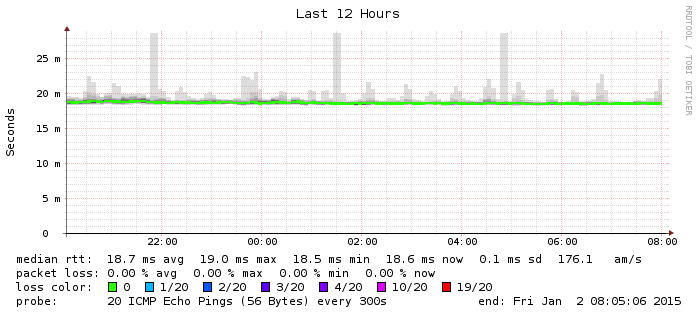 Last 12 Hours
RRDTOOL / TOBI OETIKER
Seconds
25 m
20 m
15 m
10 m
5 m
0
22:00 00:00 02:00 04:00 06:00 08:00
median rtt: 18.7 ms avg 19.0 ms max 18.5 ms min 18.6 ms now 0.1 ms sd 176.1 am/s
packet loss: 0.00 % avg 0.00 % max 0.00 % min 0.00 % now
loss color: 0 1/20 2/20 3/20 4/20 10/20 19/20
probe: 20 ICMP Echo Pings (56 Bytes) every 300s end: Fri Jan 2 08:05:06 2015